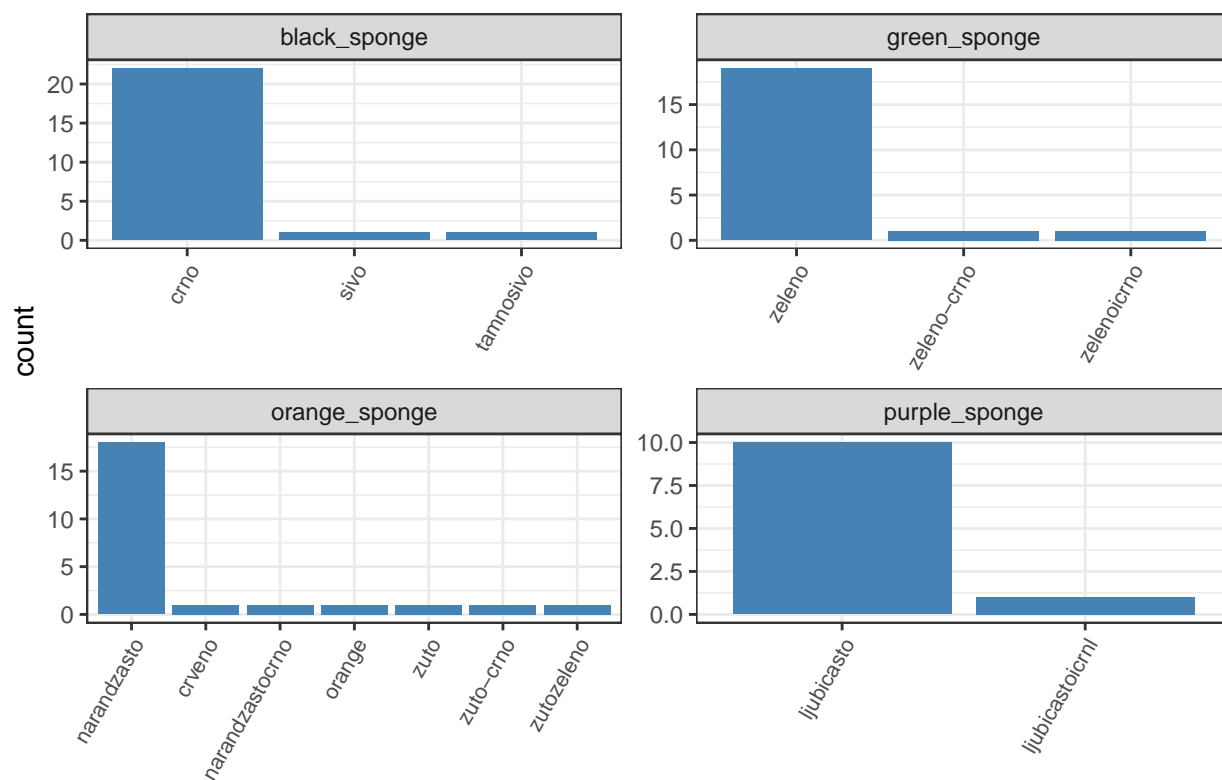 black_sponge
green_sponge
20
15
10
5
0
15
10
5
0
crno
sivo
tamnosivo
zeleno
zeleno−crno
zelenoicrno
count
orange_sponge
purple_sponge
15
10
5
0
10.0
7.5
5.0
2.5
0.0
narandzasto
crveno
narandzastocrno
orange
zuto
zuto−crno
zutozeleno
ljubicasto
ljubicastoicrnl